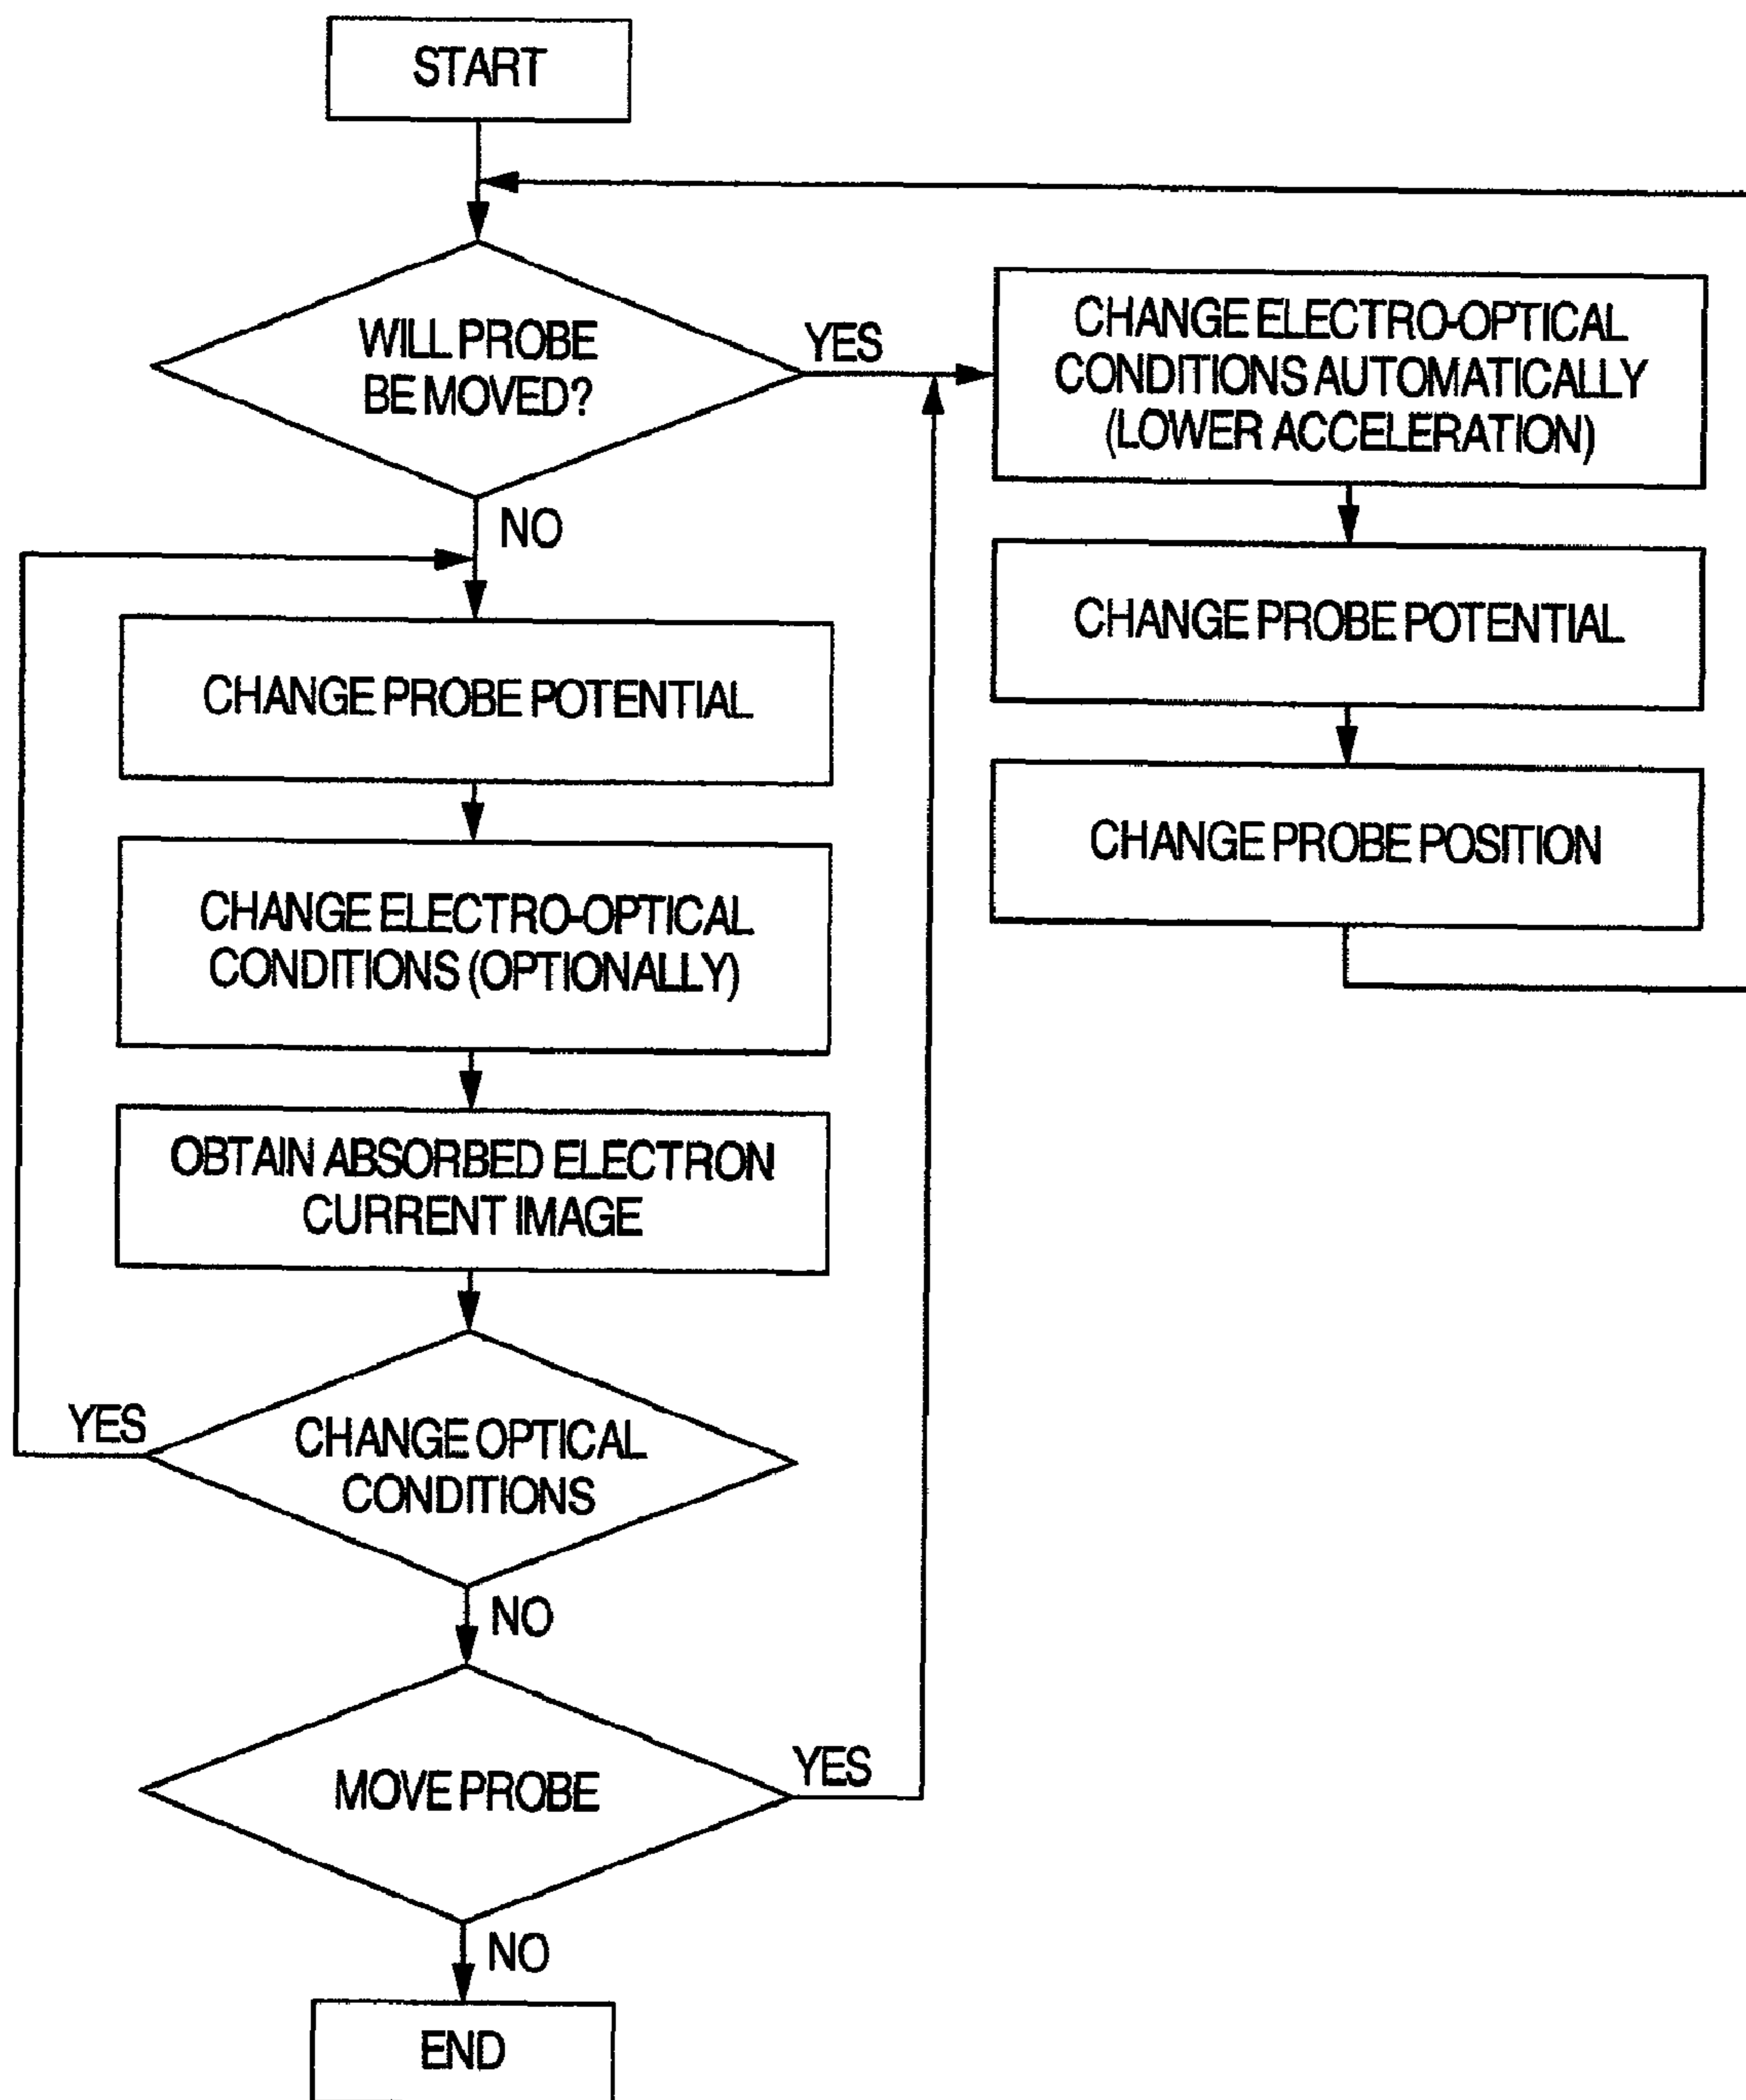 START
WILL PROBE
BE MOVED?
YES
NO
CHANGE ELECTRO-OPTICAL
CONDITIONS AUTOMATICALLY
(LOWER ACCELERATION)
CHANGE PROBE POTENTIAL
CHANGE PROBE POSITION
CHANGE PROBE POTENTIAL
CHANGE ELECTRO-OPTICAL
CONDITIONS (OPTIONALLY)
OBTAIN ABSORBED ELECTRON
CURRENT IMAGE
YES
CHANGE OPTICAL
CONDITIONS
NO
MOVE PROBE
YES
NO
END